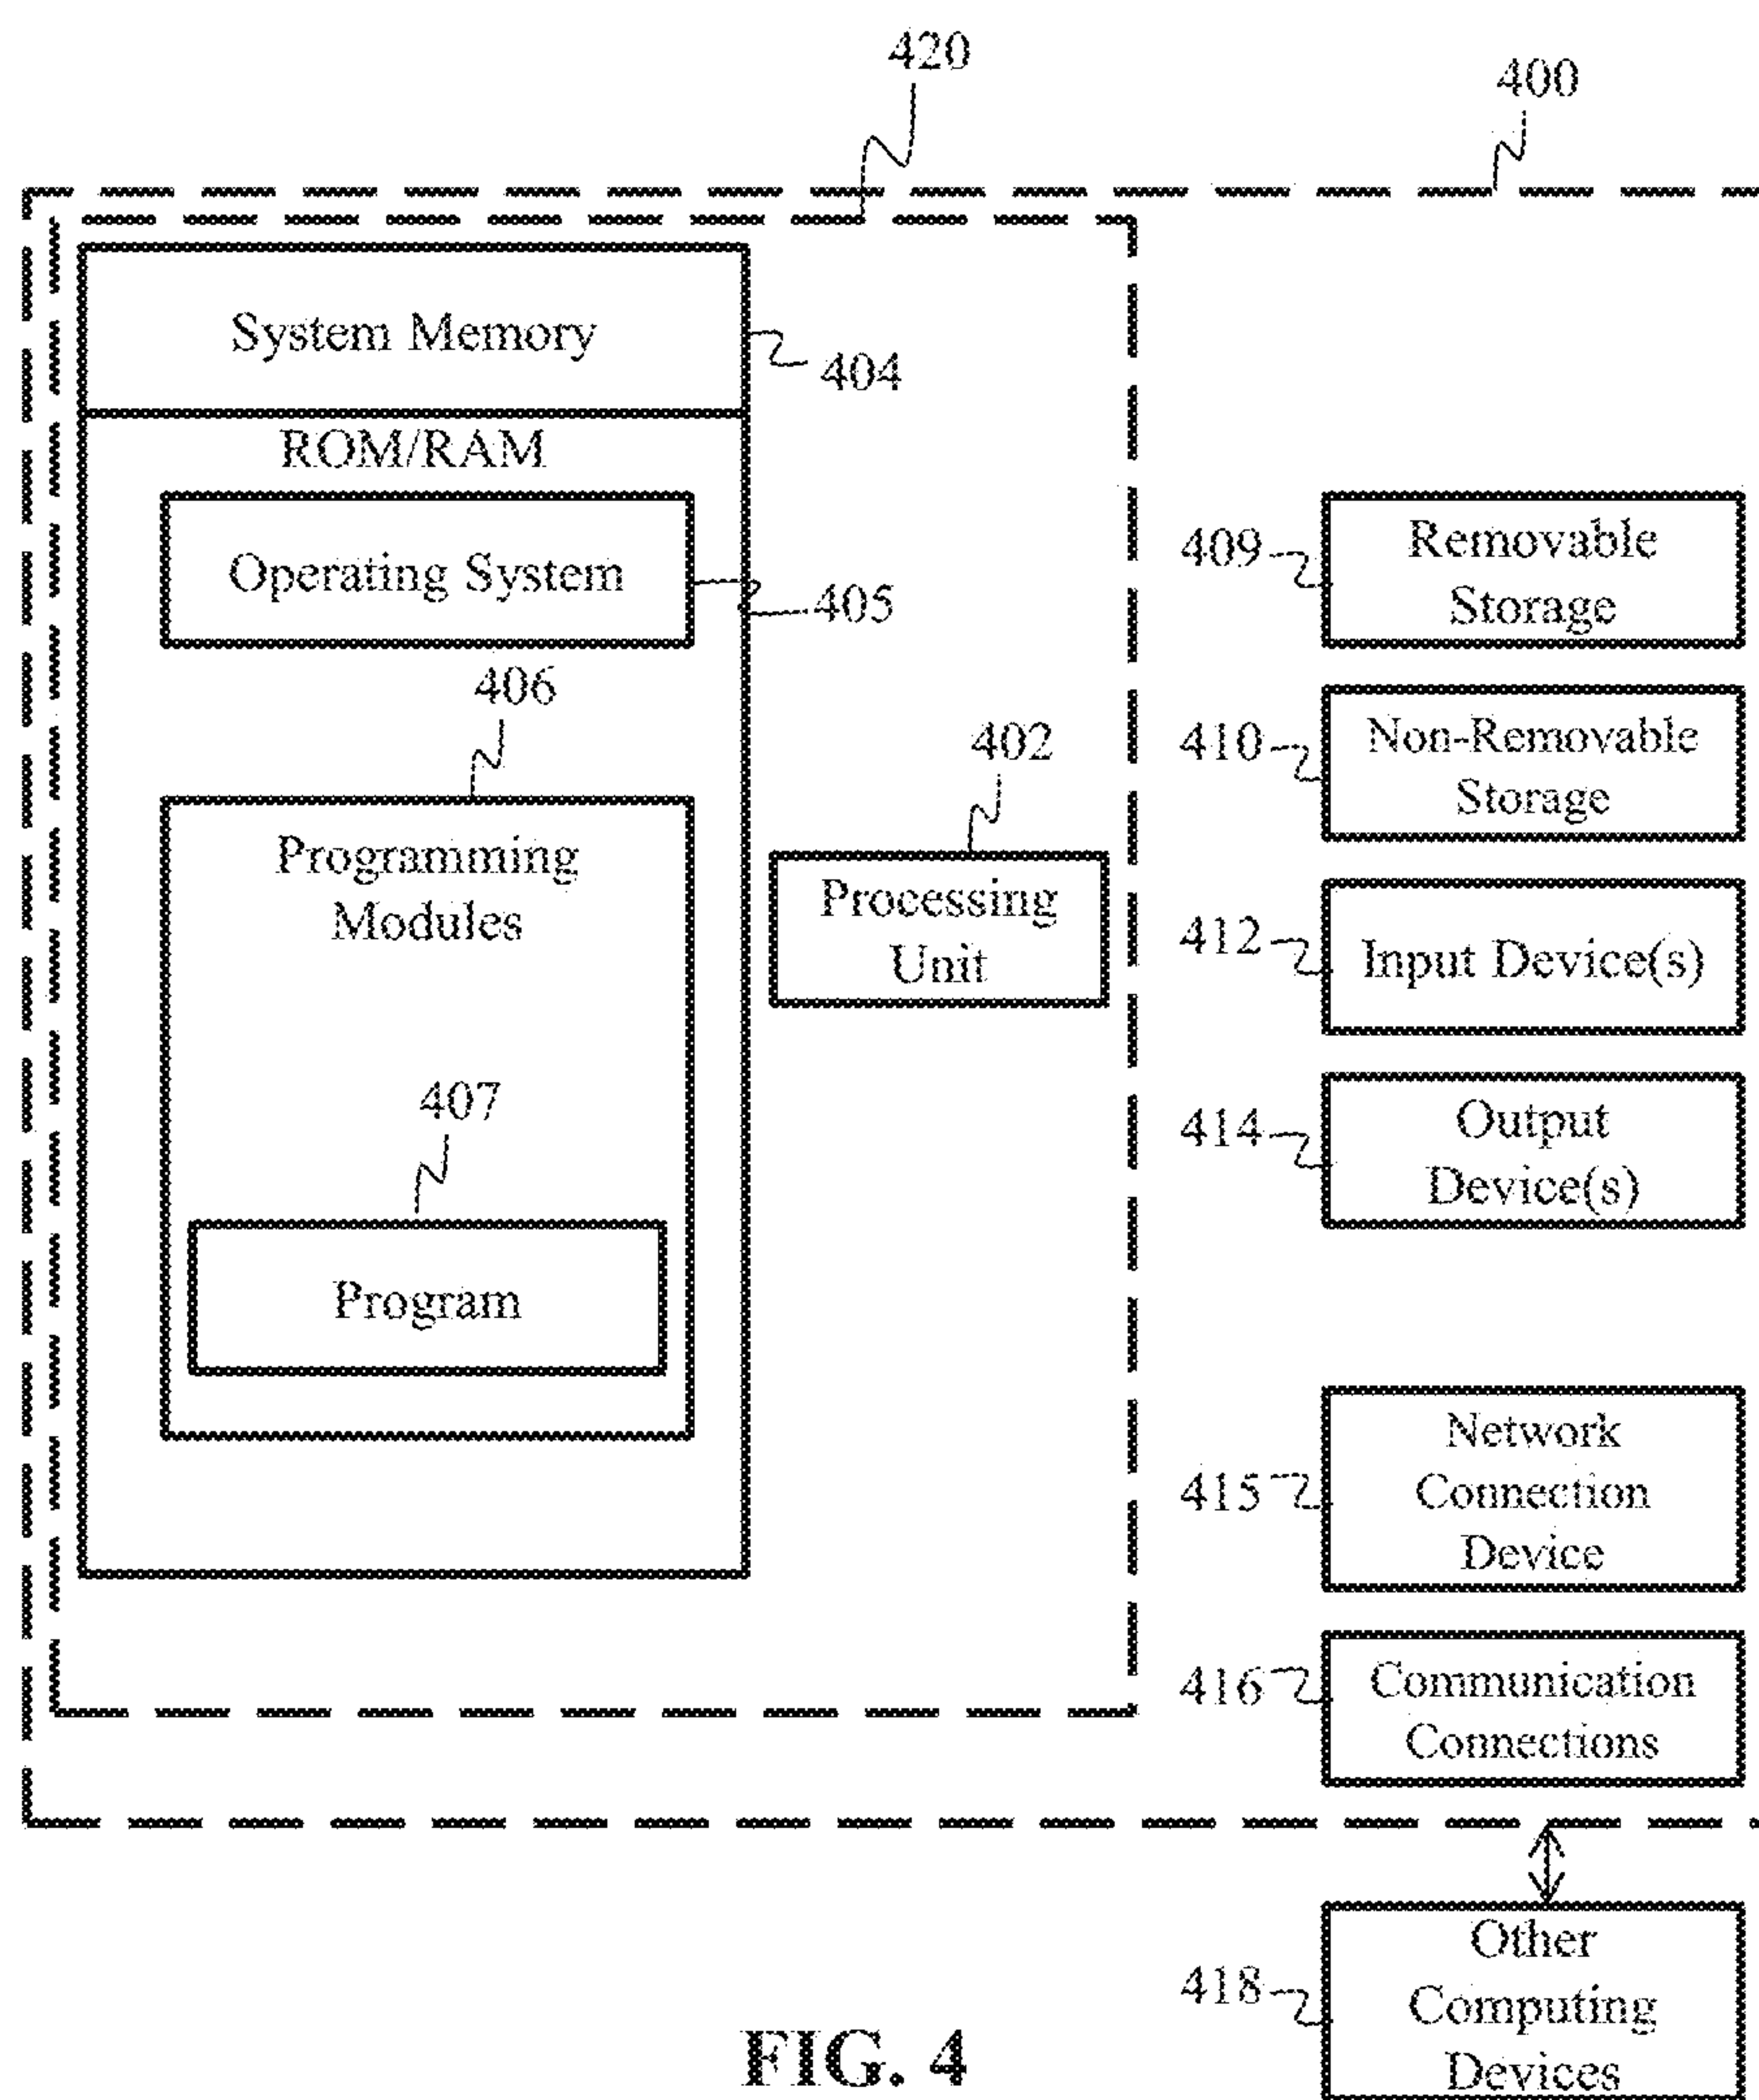 420
400
System Memory
404
ROM/RAM
Operating System
405
409
Removable
Storage
406
402
410
Non-Removable
Storage
Programming
Modules
Processing
Unit
412
Input Device(s)
407
414
Output
Device(s)
Program
415
Network
Connection
Device
416
Communication
Connections
418
Other
Computing
Devices
FIG. 4